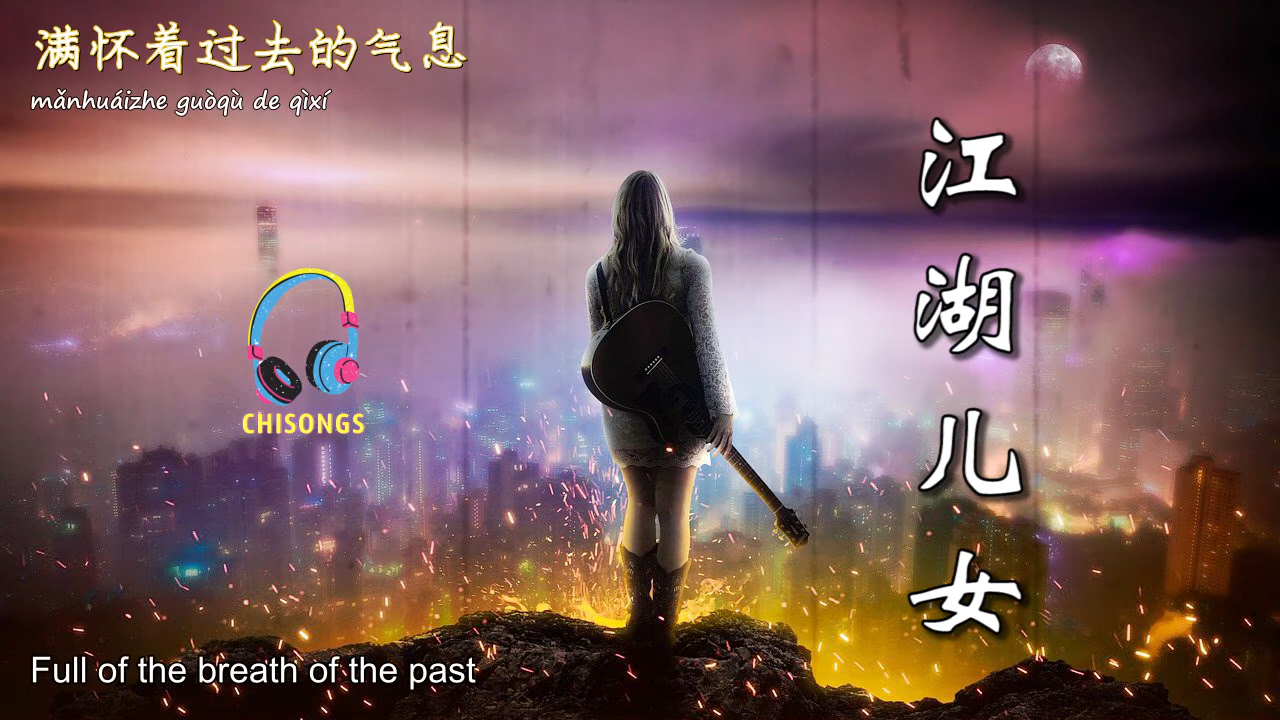 满怀着过去的气息
mǎnhuáizhe guòqù de qìxí
江湖儿女
CHISONGS
Full of the breath of the past